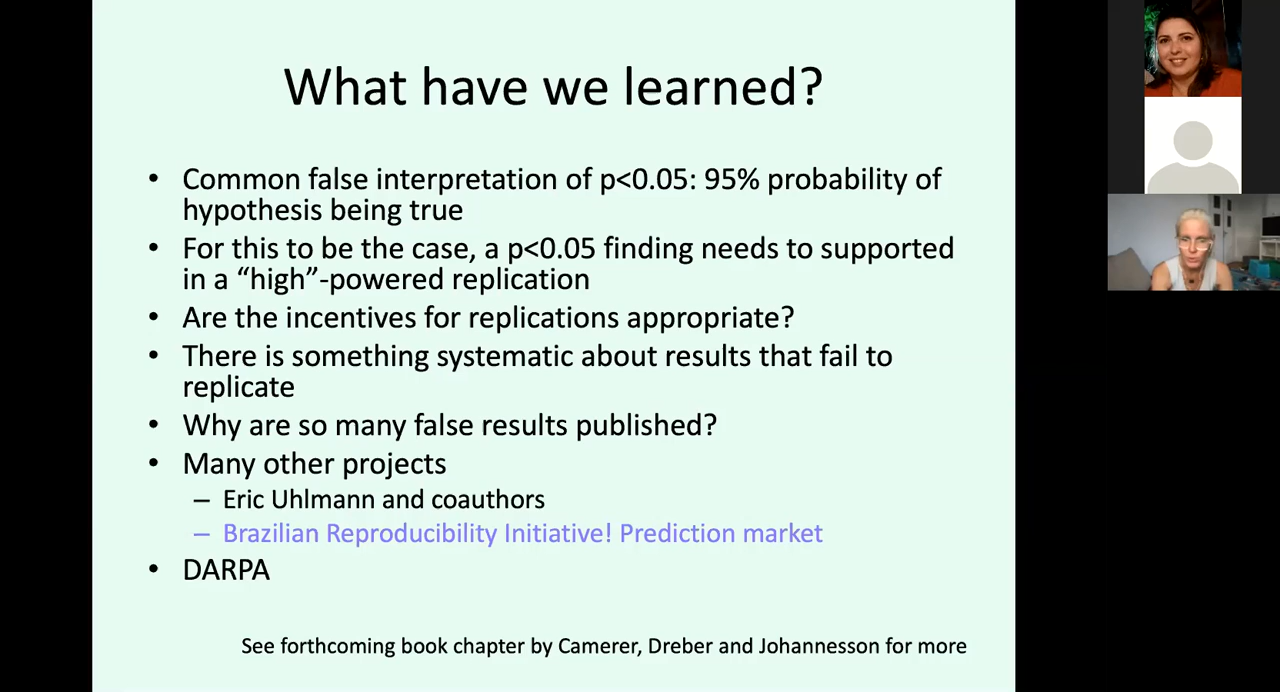 What have we learned?
• Common false interpretation of p<0.05: 95% probability of
hypothesis being true
• For this to be the case, a p<0.05 finding needs to supported
in a “high”-powered replication
• Are the incentives for replications appropriate?
• There is something systematic about results that fail to
replicate
• Why are so many false results published?
• Many other projects
– Eric Uhlmann and coauthors
– Brazilian Reproducibility Initiative! Prediction market
• DARPA
See forthcoming book chapter by Camerer, Dreber and Johannesson for more